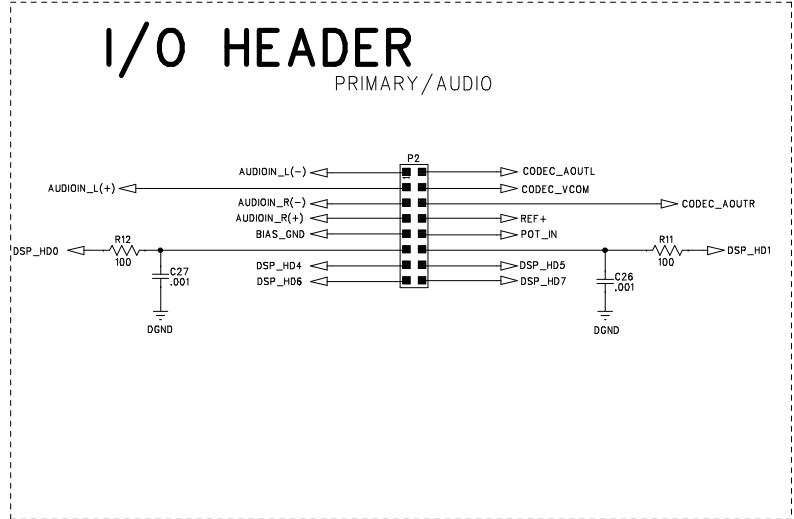 I/O HEADER
PRIMARY/AUDIO
P2
1
AUDIOIN_L(-)
CODEC_AOUTL
AUDIOIN_L(+)
CODEC_VCOM
AUDIOIN_R(-)
CODEC_AOUTR
AUDIOIN_R(+)
REF+
BIAS_GND
POT_IN
DSP_HD0
R12
100
R11
100
DSP_HD1
DSP_HD4
DSP_HD5
C27
.001
C26
.001
DSP_HD6
DSP_HD7
DGND
DGND